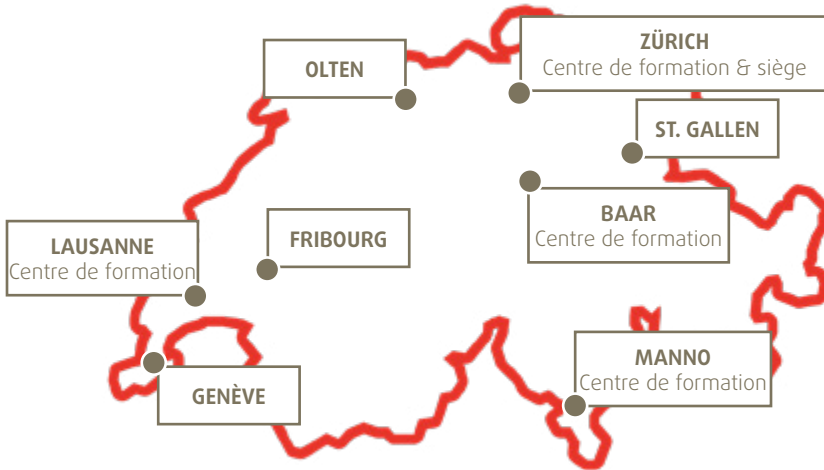 OLTEN
ZÜRICH
Centre de formation & siège
ST. GALLEN
BAAR
Centre de formation
LAUSANNE
Centre de formation
FRIBOURG
GENÈVE
MANNO
Centre de formation